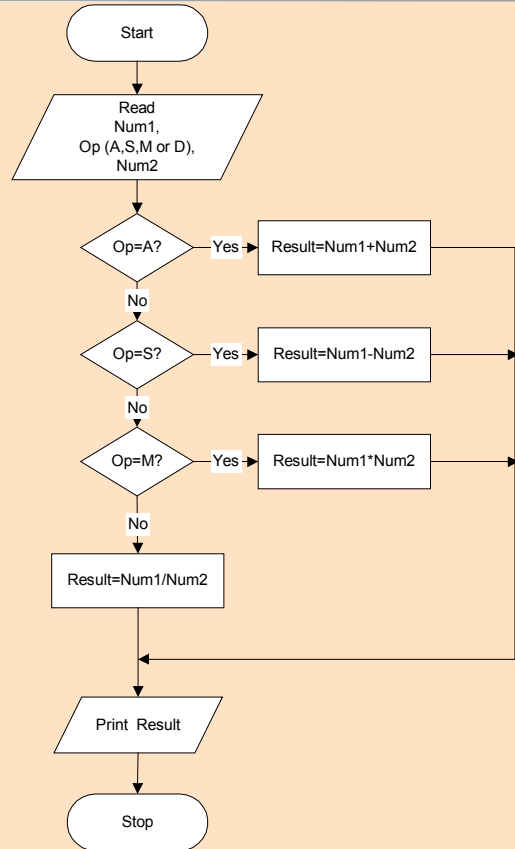 Start
Read
Num1,
Op (A,S,M or D),
Num2
Op=A?
Yes
Result=Num1+Num2
No
Op=S?
Yes
Result=Num1-Num2
No
Op=M?
Yes
Result=Num1*Num2
No
Result=Num1/Num2
Print Result
Stop